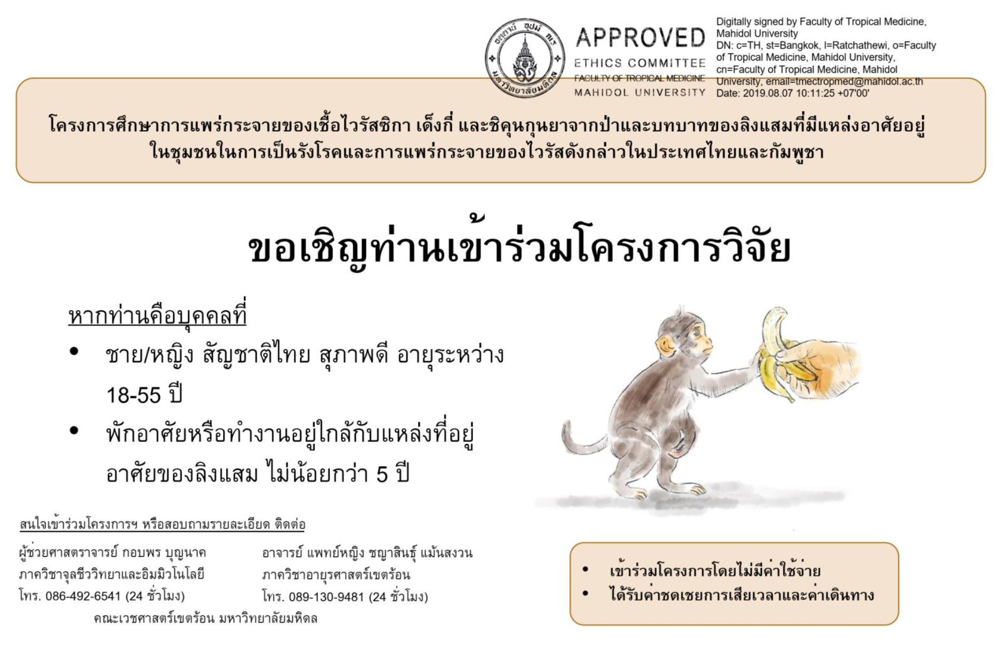 อตฺตานํ อุปมํ กเร
มหาวิทยาลัยมหิดล
APPROVED
ETHICS COMMITTEE
FACULTY OF TROPICAL MEDICINE
MAHIDOL UNIVERSITY
Digitally signed by Faculty of Tropical Medicine,
Mahidol University
DN: c=TH, st=Bangkok, l=Ratchathewi, o=Faculty
of Tropical Medicine, Mahidol University,
cn=Faculty of Tropical Medicine, Mahidol
University, email=tmectropmed@mahidol.ac.th
Date: 2019.08.07 10:11:25 +07'00'
โครงการศึกษาการแพร่กระจายของเชื้อไวรัสซิกา เด็งกี่ และชิคุนกุนยาจากป่าและบทบาทของลิงแสมที่มีแหล่งอาศัยอยู่
ในชุมชนในการเป็นรังโรคและการแพร่กระจายของไวรัสดังกล่าวในประเทศไทยและกัมพูชา
ขอเชิญท่านเข้าร่วมโครงการวิจัย
หากท่านคือบุคคลที่
• ชาย/หญิง สัญชาติไทย สุภาพดี อายุระหว่าง
18-55 ปี
• พักอาศัยหรือทำงานอยู่ใกล้กับแหล่งที่อยู่
อาศัยของลิงแสม ไม่น้อยกว่า 5 ปี
สนใจเข้าร่วมโครงการฯ หรือสอบถามรายละเอียด ติดต่อ
ผู้ช่วยศาสตราจารย์ กอบพร บุญนาค
ภาควิชาจุลชีววิทยาและอิมมิวโนโลยี
โทร. 086-492-6541 (24 ชั่วโมง)
อาจารย์ แพทย์หญิง ชญาสินธุ์ แม้นสงวน
ภาควิชาอายุรศาสตร์เขตร้อน
โทร. 089-130-9481 (24 ชั่วโมง)
คณะเวชศาสตร์เขตร้อน มหาวิทยาลัยมหิดล
• เข้าร่วมโครงการโดยไม่มีค่าใช้จ่าย
• ได้รับค่าชดเชยการเสียเวลาและค่าเดินทาง